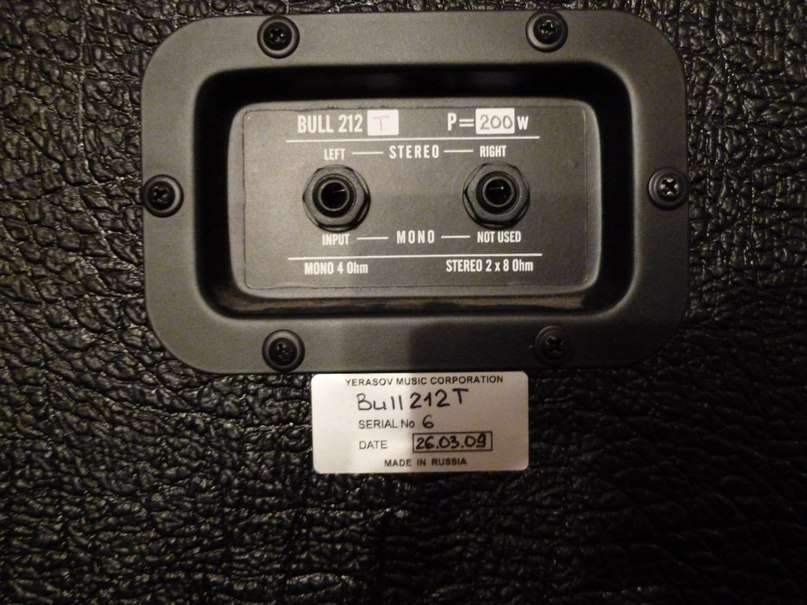 BULL 212 T P=200 W
LEFT — STEREO — RIGHT
INPUT — MONO — NOT USED
MONO 4 Ohm STEREO 2 x 8 Ohm
YERASOV MUSIC CORPORATION
Bull 212 T
SERIAL No 6
DATE 26.03.09
MADE IN RUSSIA